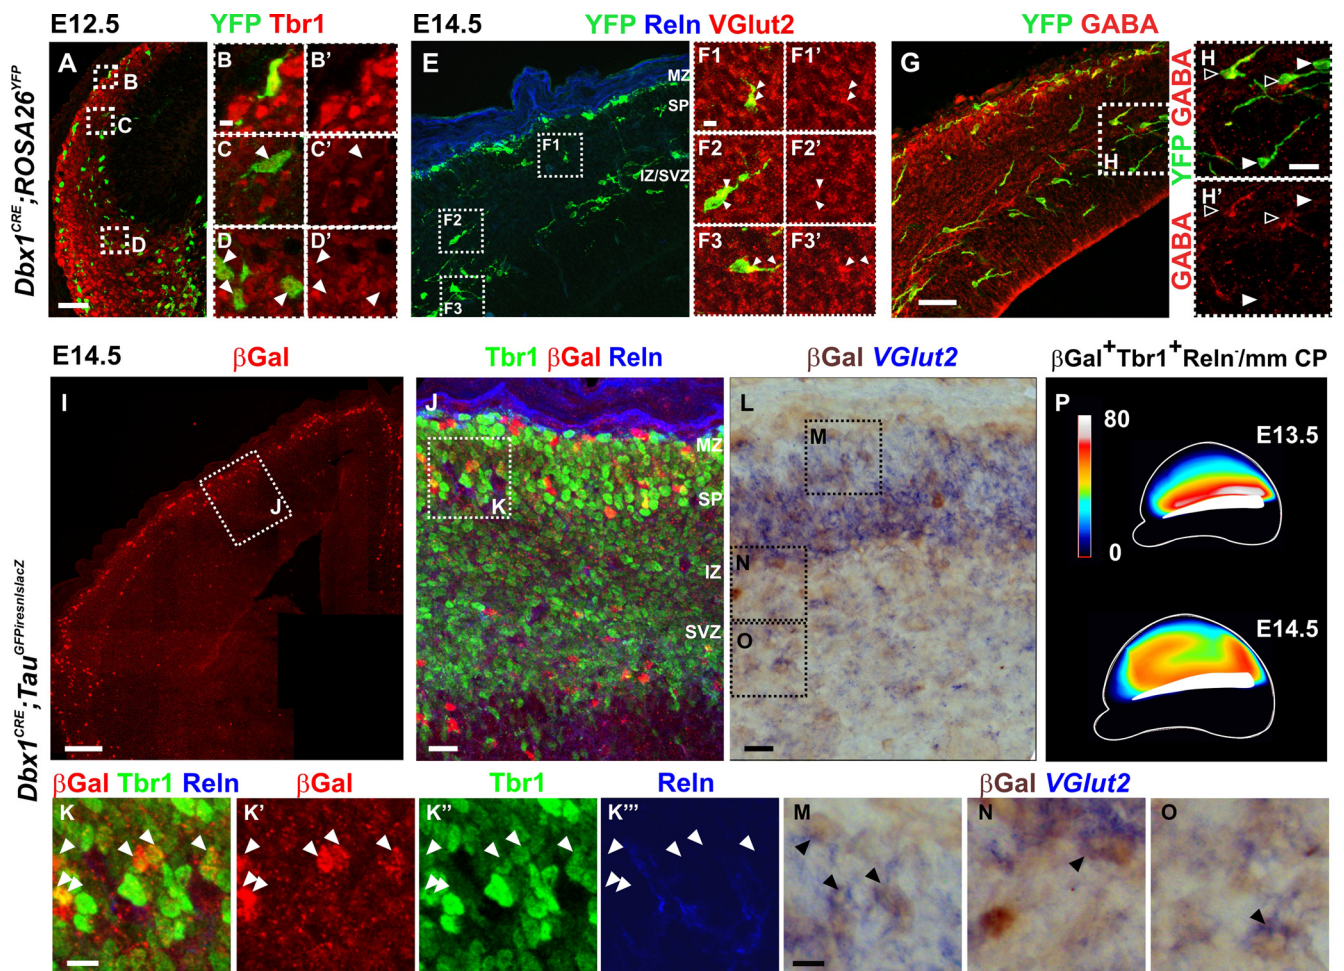 E12.5 YFP Tbr1 E14.5 YFP Reln VGlut2 YFP GABA
Dbx1CRE;ROSA26YFP
A
B
C
D
B B’
C C’
D D’
E
MZ
SP
IZ/SVZ
F1
F2
F3
F1 F1’
F2 F2’
F3 F3’
G
H
H
H’
YFP GABA
GABA
E14.5 βGal Tbr1 βGal Reln βGal VGlut2 βGal+Tbr1+Reln-/mm CP
Dbx1CRE;TauGFPiresnlslacZ
I
J
J
K
MZ
SP
IZ
SVZ
L
M
N
O
P
80
0
E13.5
E14.5
βGal Tbr1 Reln βGal Tbr1 Reln βGal VGlut2
K K’ K’’ K’’’ M N O